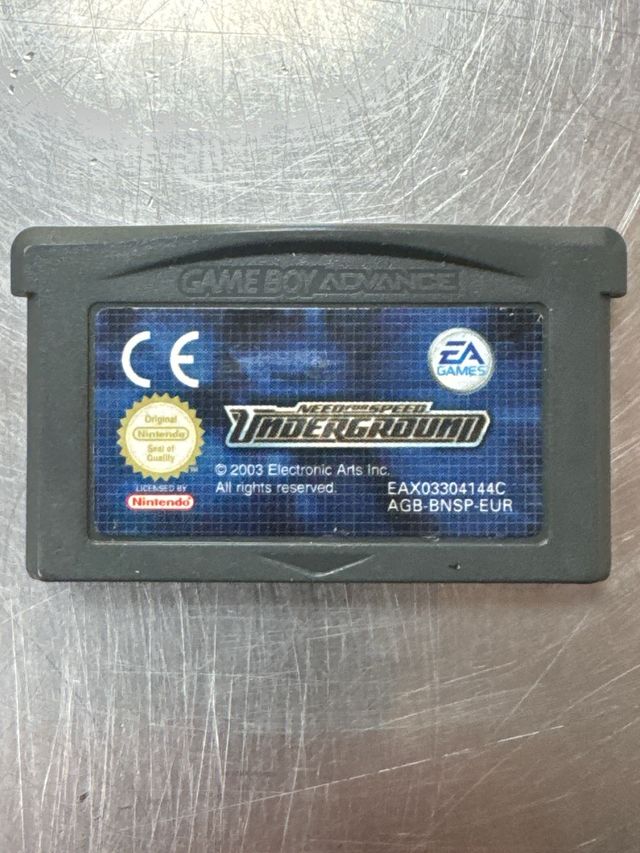 GAME BOY ADVANCE
CE
EA
GAMES
NEED FOR SPEED
UNDERGROUND
Original
Nintendo
Seal of
Quality
TM
© 2003 Electronic Arts Inc.
All rights reserved.
LICENSED BY
Nintendo
EAX03304144C
AGB-BNSP-EUR